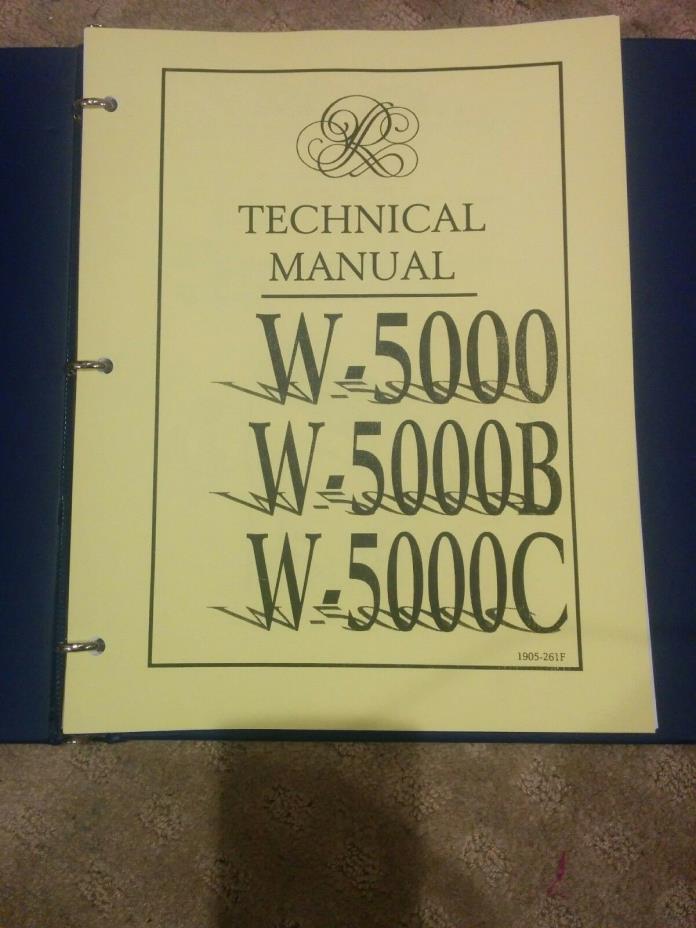 R
TECHNICAL
MANUAL
W-5000
W-5000B
W-5000C
1905-261F